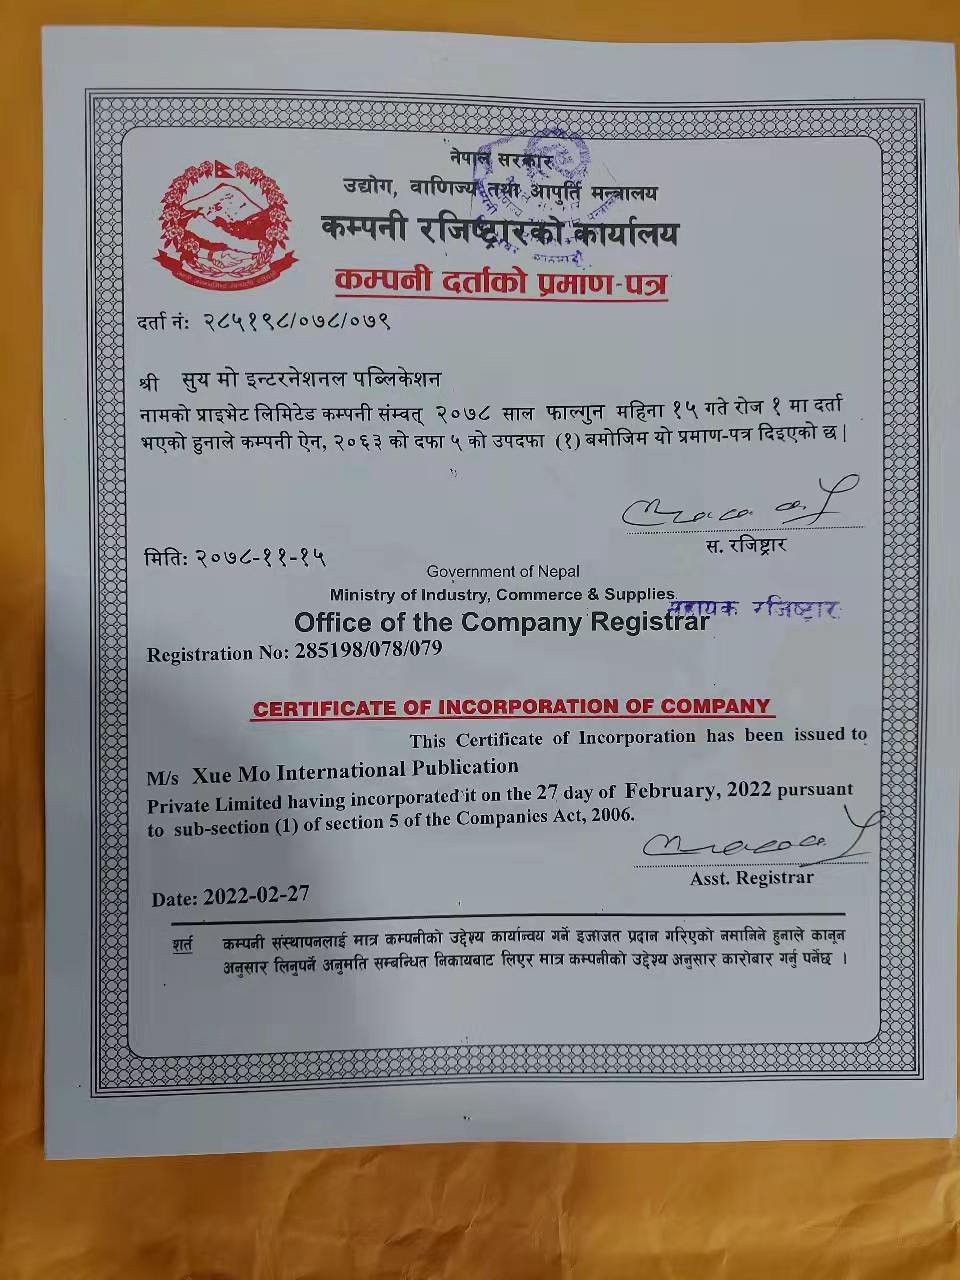 नेपाल सरकार
उद्योग, वाणिज्य तथा आपुर्ति मन्त्रालय
कम्पनी रजिष्ट्रारको कार्यालय
कम्पनी दर्ताको प्रमाण-पत्र
दर्ता नं: २८५१९८/०७८/०७९
श्री सुय मो इन्टरनेशनल पब्लिकेशन
नामको प्राइभेट लिमिटेड कम्पनी संम्वत् २०७८ साल फाल्गुन महिना १५ गते रोज १ मा दर्ता
भएको हुनाले कम्पनी ऐन, २०६३ को दफा ५ को उपदफा (१) बमोजिम यो प्रमाण-पत्र दिइएको छ|
स. रजिष्ट्रार
मिति: २०७८-११-१५
Government of Nepal
Ministry of Industry, Commerce & Supplies
सहायक रजिष्ट्रार
Office of the Company Registrar
Registration No: 285198/078/079
CERTIFICATE OF INCORPORATION OF COMPANY
This Certificate of Incorporation has been issued to
M/s Xue Mo International Publication
Private Limited having incorporated it on the 27 day of February, 2022 pursuant
to sub-section (1) of section 5 of the Companies Act, 2006.
Asst. Registrar
Date: 2022-02-27
शर्त कम्पनी संस्थापनलाई मात्र कम्पनीको उद्देश्य कार्यान्वय गर्ने इजाजत प्रदान गरिएको नमानिने हुनाले कानून
अनुसार लिनुपर्ने अनुमति सम्बन्धित निकायबाट लिएर मात्र कम्पनीको उद्देश्य अनुसार कारोबार गर्नु पर्नेछ ।